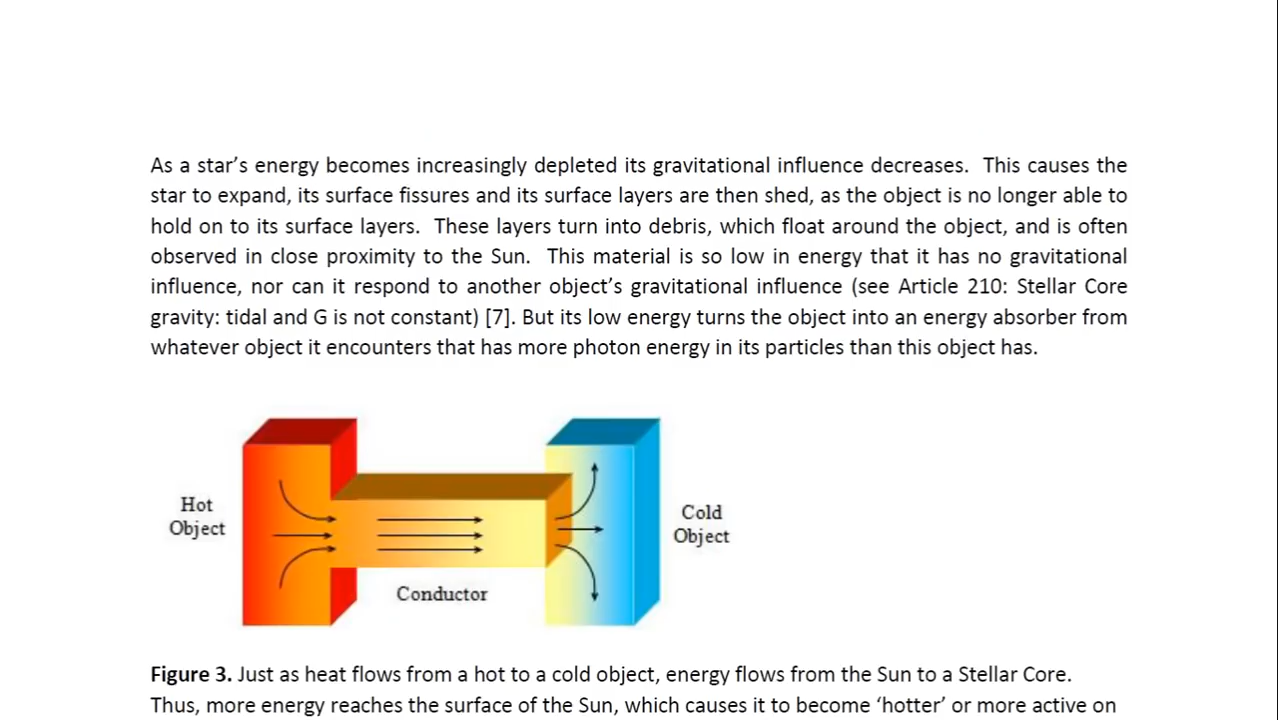 As a star’s energy becomes increasingly depleted its gravitational influence decreases.  This causes the
star to expand, its surface fissures and its surface layers are then shed, as the object is no longer able to
hold on to its surface layers.  These layers turn into debris, which float around the object, and is often
observed in close proximity to the Sun.  This material is so low in energy that it has no gravitational
influence, nor can it respond to another object’s gravitational influence (see Article 210: Stellar Core
gravity: tidal and G is not constant) [7]. But its low energy turns the object into an energy absorber from
whatever object it encounters that has more photon energy in its particles than this object has.
Hot
Object
Conductor
Cold
Object
Figure 3. Just as heat flows from a hot to a cold object, energy flows from the Sun to a Stellar Core.
Thus, more energy reaches the surface of the Sun, which causes it to become ‘hotter’ or more active on